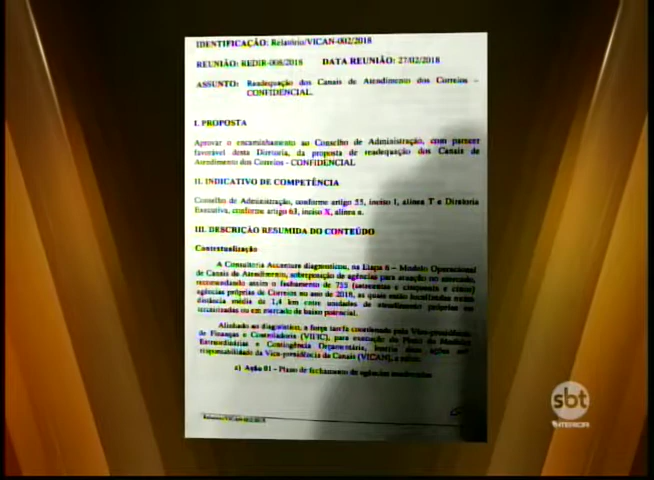 IDENTIFICAÇÃO: Relatório/VICAN-002/2018
REUNIÃO: REDIR-008/2018 DATA REUNIÃO: 27/02/2018
ASSUNTO: Readequação dos Canais de Atendimento dos Correios –
CONFIDENCIAL.
I. PROPOSTA
Aprovar o encaminhamento ao Conselho de Administração, com parecer
favorável desta Diretoria, da proposta de readequação dos Canais de
Atendimento dos Correios - CONFIDENCIAL
II. INDICATIVO DE COMPETÊNCIA
Conselho de Administração, conforme artigo 55, inciso I, alínea T e Diretoria
Executiva, conforme artigo 61, inciso X, alínea a.
III. DESCRIÇÃO RESUMIDA DO CONTEÚDO
Contextualização
A Consultoria Accenture diagnosticou, na Etapa 6 – Modelo Operacional
de Canais de Atendimento, sobreposição de agências para atuação no mercado,
recomendando assim o fechamento de 755 (setecentos e cinquenta e cinco)
agências próprias de Correios no ano de 2018, as quais estão localizadas numa
distância média de 1,4 km entre unidades de atendimento próprias ou
terceirizadas ou em mercado de baixo potencial.
Alinhado ao diagnóstico, a força tarefa coordenada pela Vice-presidência
de Finanças e Controladoria (VIFIC), para execução do Plano de Medidas
Extraordinárias e Contingência Orçamentária, inseriu duas ações sob
responsabilidade da Vice-presidência de Canais (VICAN), a saber:
a) Ação 01 – Plano de fechamento de agências
Relatório/VICAN-002/2018
sbt
INTERIOR